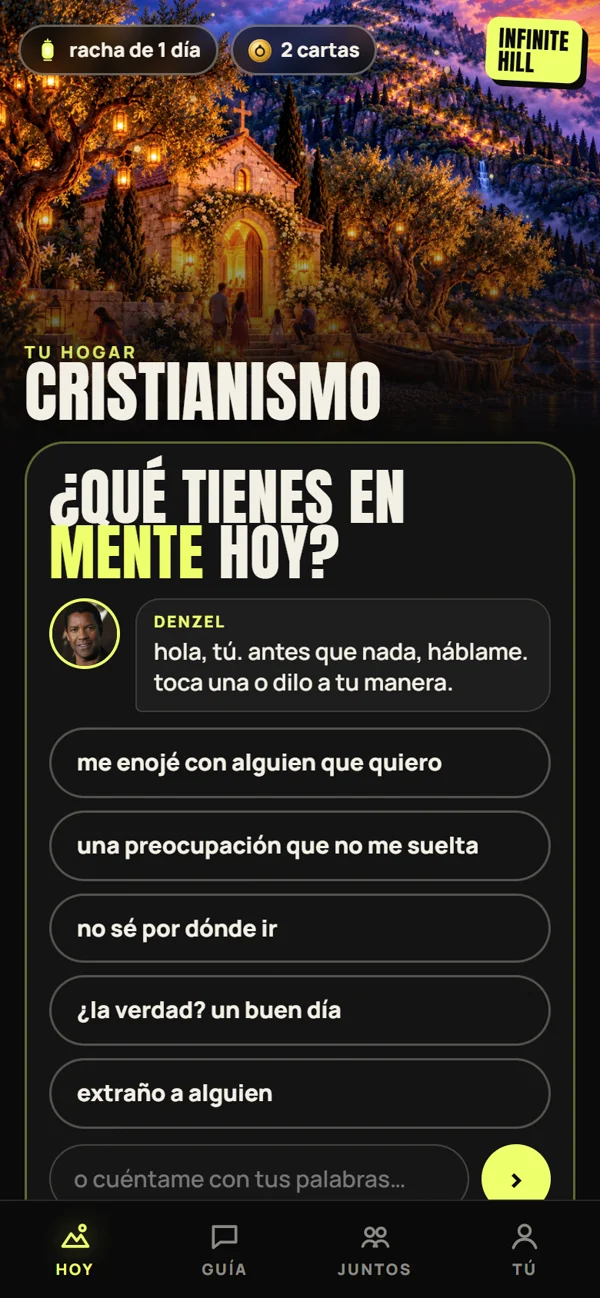 racha de 1 día
2 cartas
INFINITE
HILL
TU HOGAR
CRISTIANISMO
¿QUÉ TIENES EN
MENTE HOY?
DENZEL
hola, tú. antes que nada, háblame.
toca una o dilo a tu manera.
me enojé con alguien que quiero
una preocupación que no me suelta
no sé por dónde ir
¿la verdad? un buen día
extraño a alguien
o cuéntame con tus palabras...
HOY
GUÍA
JUNTOS
TÚ